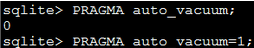 sqlite> PRAGMA auto_vacuum;
0
sqlite> PRAGMA auto_vacuum=1;